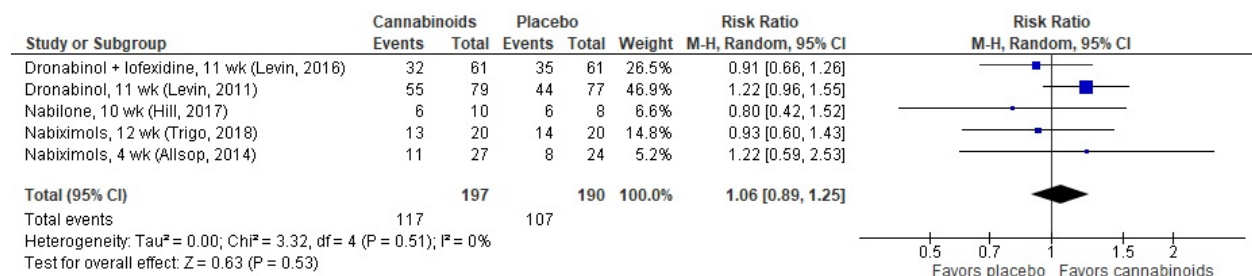 Cannabinoids Placebo Risk Ratio Risk Ratio
Study or Subgroup Events Total Events Total Weight M-H, Random, 95% CI M-H, Random, 95% CI
Dronabinol + lofexidine, 11 wk (Levin, 2016) 32 61 35 61 26.5% 0.91 [0.66, 1.26]
Dronabinol, 11 wk (Levin, 2011) 55 79 44 77 46.9% 1.22 [0.96, 1.55]
Nabilone, 10 wk (Hill, 2017) 6 10 6 8 6.6% 0.80 [0.42, 1.52]
Nabiximols, 12 wk (Trigo, 2018) 13 20 14 20 14.8% 0.93 [0.60, 1.43]
Nabiximols, 4 wk (Allsop, 2014) 11 27 8 24 5.2% 1.22 [0.59, 2.53]
Total (95% CI) 197 190 100.0% 1.06 [0.89, 1.25]
Total events 117 107
Heterogeneity: Tau² = 0.00; Chi² = 3.32, df = 4 (P = 0.51); I² = 0%
Test for overall effect: Z = 0.63 (P = 0.53)
0.5 0.7 1 1.5 2
Favors placebo Favors cannabinoids